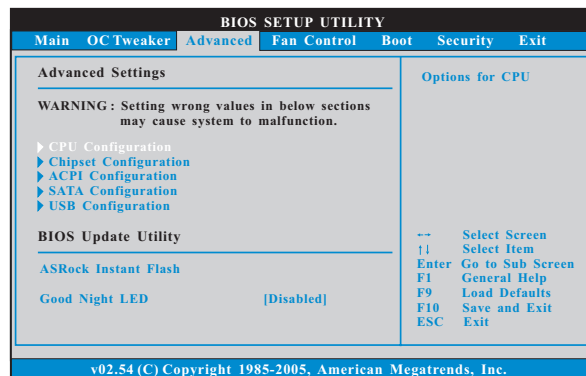 BIOS SETUP UTILITY
Main OC Tweaker Advanced Fan Control Boot Security Exit
Advanced Settings
WARNING : Setting wrong values in below sections
may cause system to malfunction.
CPU Configuration
Chipset Configuration
ACPI Configuration
SATA Configuration
USB Configuration
BIOS Update Utility
ASRock Instant Flash
Good Night LED [Disabled]
Options for CPU
←→ Select Screen
↑↓ Select Item
Enter Go to Sub Screen
F1 General Help
F9 Load Defaults
F10 Save and Exit
ESC Exit
v02.54 (C) Copyright 1985-2005, American Megatrends, Inc.